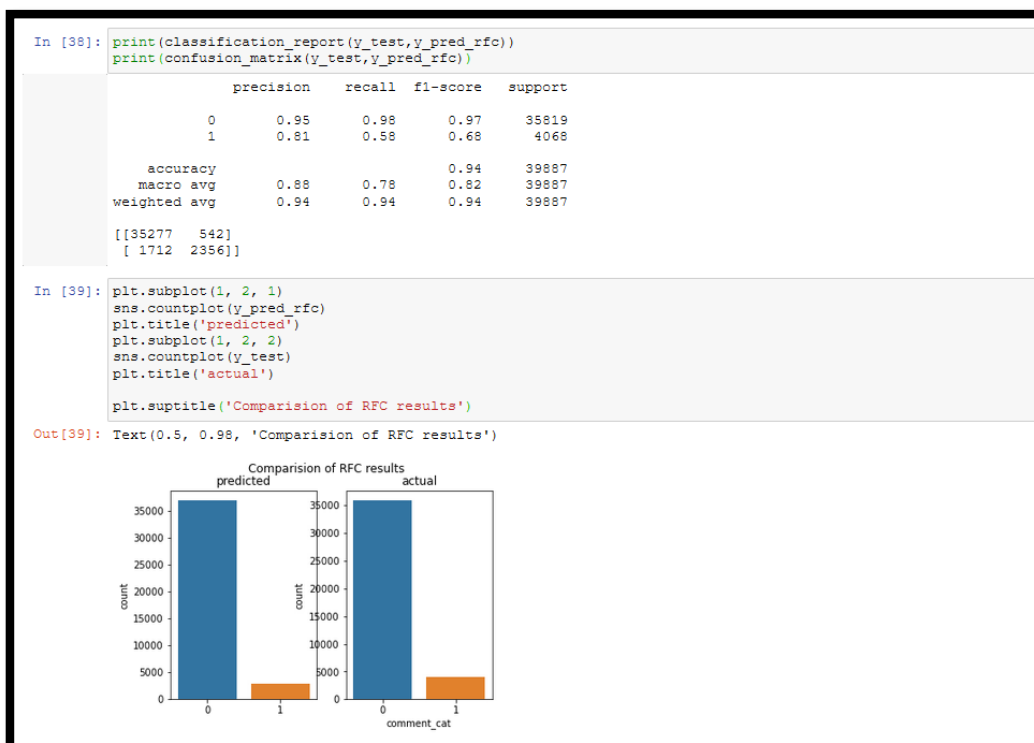 In [38]: print(classification_report(y_test,y_pred_rfc))
print(confusion_matrix(y_test,y_pred_rfc))
precision recall f1-score support
0 0.95 0.98 0.97 35819
1 0.81 0.58 0.68 4068
accuracy 0.94 39887
macro avg 0.88 0.78 0.82 39887
weighted avg 0.94 0.94 0.94 39887
[[35277 542]
[ 1712 2356]]
In [39]: plt.subplot(1, 2, 1)
sns.countplot(y_pred_rfc)
plt.title('predicted')
plt.subplot(1, 2, 2)
sns.countplot(y_test)
plt.title('actual')
plt.suptitle('Comparision of RFC results')
Out[39]: Text(0.5, 0.98, 'Comparision of RFC results')
Comparision of RFC results
predicted actual
35000 35000
30000 30000
25000 25000
20000 20000
15000 15000
10000 10000
5000 5000
0 0
count count
0 1 0 1
comment_cat